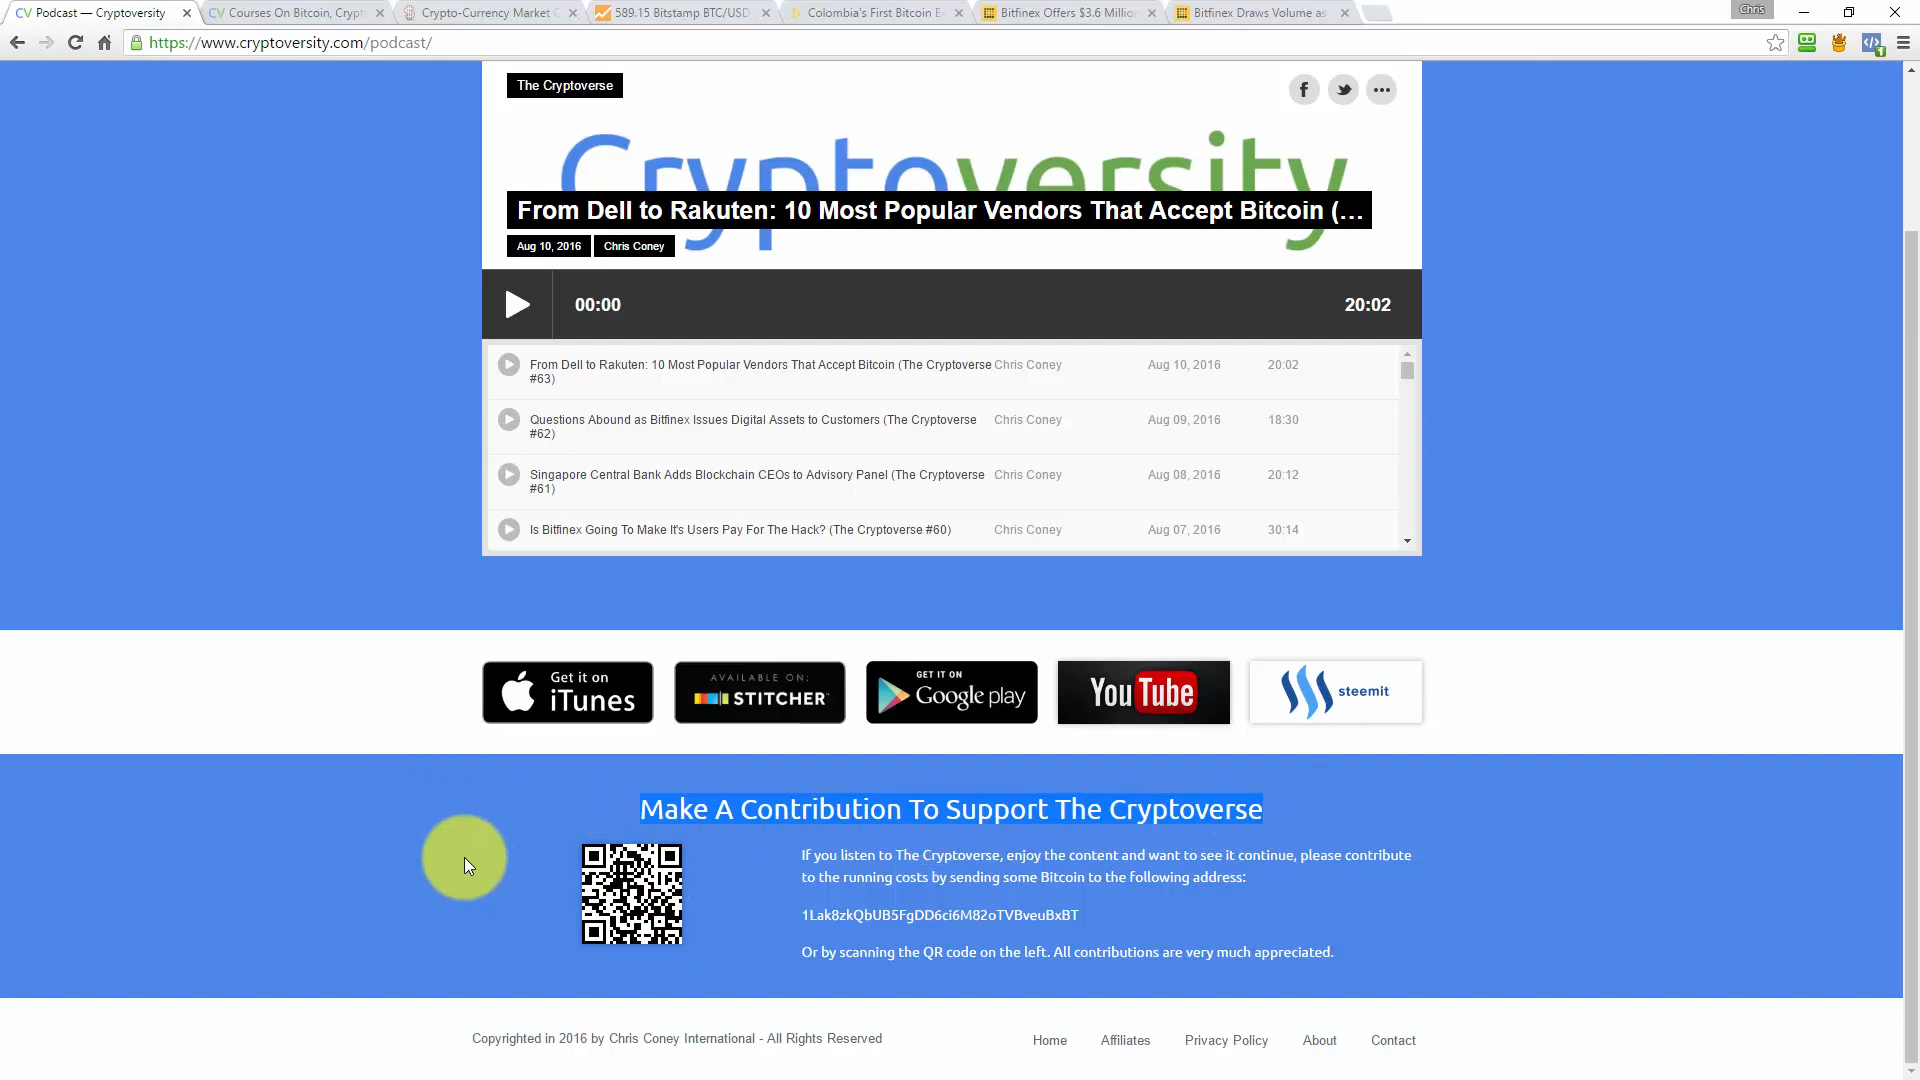 CV Podcast — Cryptoversity
CV Courses On Bitcoin, Crypt
Crypto-Currency Market C
589.15 Bitstamp BTC/USD
Colombia's First Bitcoin E
Bitfinex Offers $3.6 Million
Bitfinex Draws Volume as
Chris
https://www.cryptoversity.com/podcast/
The Cryptoverse
Cryptoversity
From Dell to Rakuten: 10 Most Popular Vendors That Accept Bitcoin (...
Aug 10, 2016 Chris Coney
00:00 20:02
From Dell to Rakuten: 10 Most Popular Vendors That Accept Bitcoin (The Cryptoverse Chris Coney Aug 10, 2016 20:02
#63)
Questions Abound as Bitfinex Issues Digital Assets to Customers (The Cryptoverse Chris Coney Aug 09, 2016 18:30
#62)
Singapore Central Bank Adds Blockchain CEOs to Advisory Panel (The Cryptoverse Chris Coney Aug 08, 2016 20:12
#61)
Is Bitfinex Going To Make It's Users Pay For The Hack? (The Cryptoverse #60) Chris Coney Aug 07, 2016 30:14
Get it on
iTunes
AVAILABLE ON:
STITCHER
GET IT ON
Google play
YouTube
steemit
Make A Contribution To Support The Cryptoverse
If you listen to The Cryptoverse, enjoy the content and want to see it continue, please contribute
to the running costs by sending some Bitcoin to the following address:
1Lak8zkQbUB5FgDD6ci6M82oTVBveuBxBT
Or by scanning the QR code on the left. All contributions are very much appreciated.
Copyrighted in 2016 by Chris Coney International - All Rights Reserved
Home Affiliates Privacy Policy About Contact